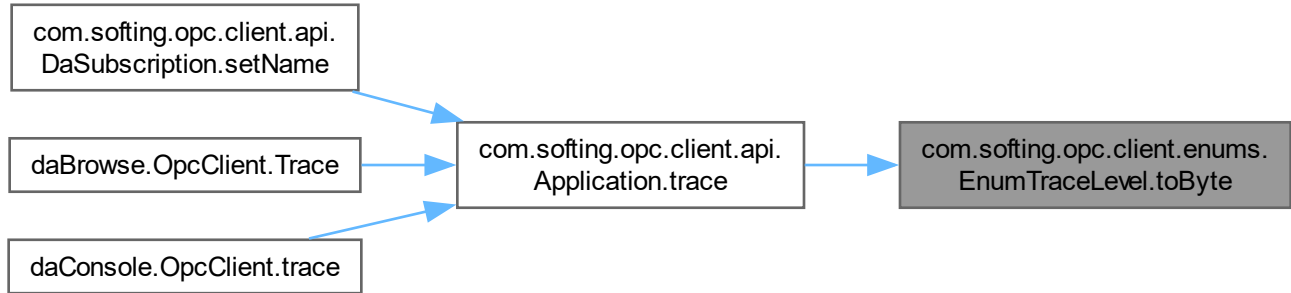 com.softing.opc.client.api.
DaSubscription.setName
daBrowse.OpcClient.Trace
daConsole.OpcClient.trace
com.softing.opc.client.api.
Application.trace
com.softing.opc.client.enums.
EnumTraceLevel.toByte